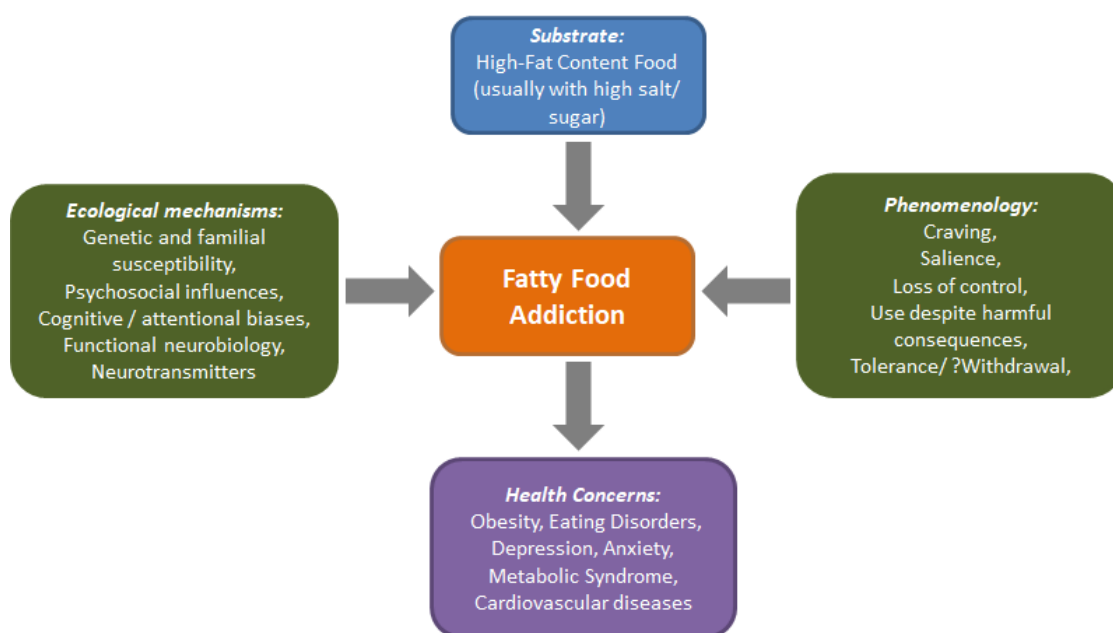 Substrate:
High-Fat Content Food
(usually with high salt/
sugar)
Ecological mechanisms:
Genetic and familial
susceptibility,
Psychosocial influences,
Cognitive / attentional biases,
Functional neurobiology,
Neurotransmitters
Fatty Food
Addiction
Phenomenology:
Craving,
Salience,
Loss of control,
Use despite harmful
consequences,
Tolerance/ ?Withdrawal,
Health Concerns:
Obesity, Eating Disorders,
Depression, Anxiety,
Metabolic Syndrome,
Cardiovascular diseases